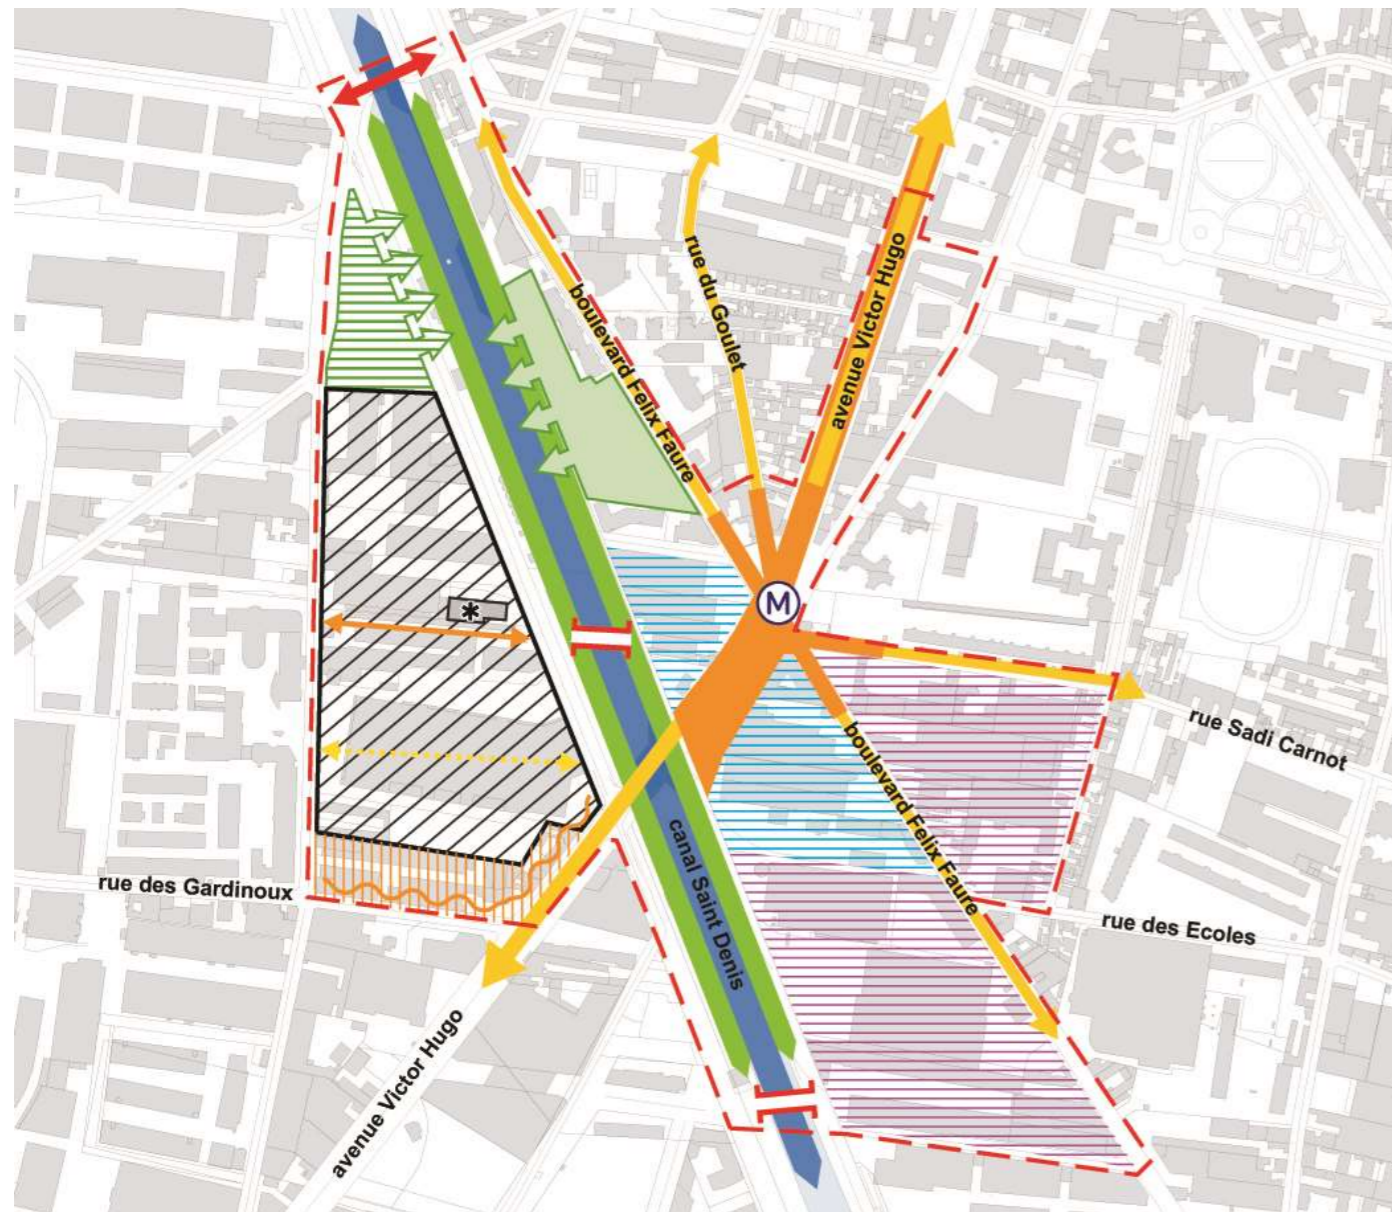 boulevard Felix Faure
rue du Goulet
avenue Victor Hugo
M
*
rue Sadi Carnot
boulevard Felix Faure
canal Saint Denis
rue des Gardinoux
rue des Ecoles
avenue Victor Hugo